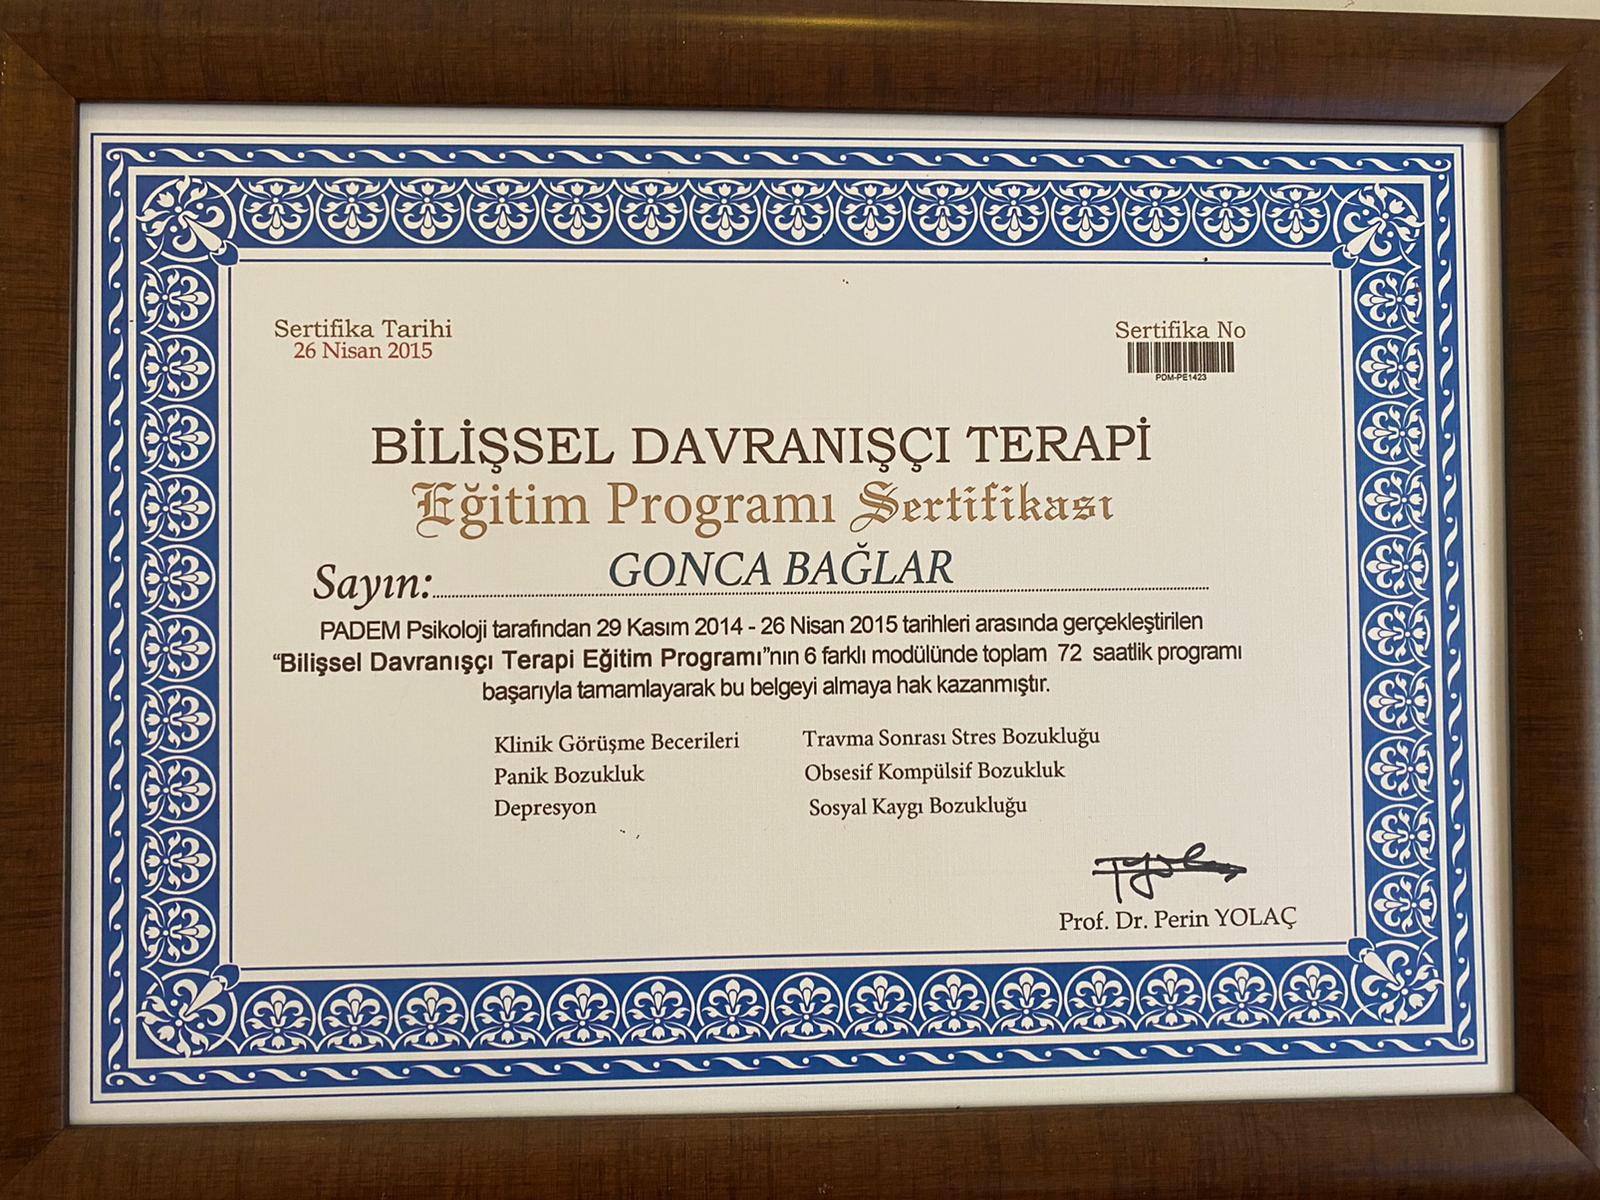 Sertifika Tarihi
26 Nisan 2015
Sertifika No
PDM-PE1423
BİLİŞSEL DAVRANIŞÇI TERAPİ
Eğitim Programı Sertifikası
Sayın: GONCA BAĞLAR
PADEM Psikoloji tarafından 29 Kasım 2014 - 26 Nisan 2015 tarihleri arasında gerçekleştirilen
“Bilişsel Davranışçı Terapi Eğitim Programı”nın 6 farklı modülünde toplam 72 saatlik programı
başarıyla tamamlayarak bu belgeyi almaya hak kazanmıştır.
Klinik Görüşme Becerileri
Panik Bozukluk
Depresyon
Travma Sonrası Stres Bozukluğu
Obsesif Kompülsif Bozukluk
Sosyal Kaygı Bozukluğu
Prof. Dr. Perin YOLAÇ